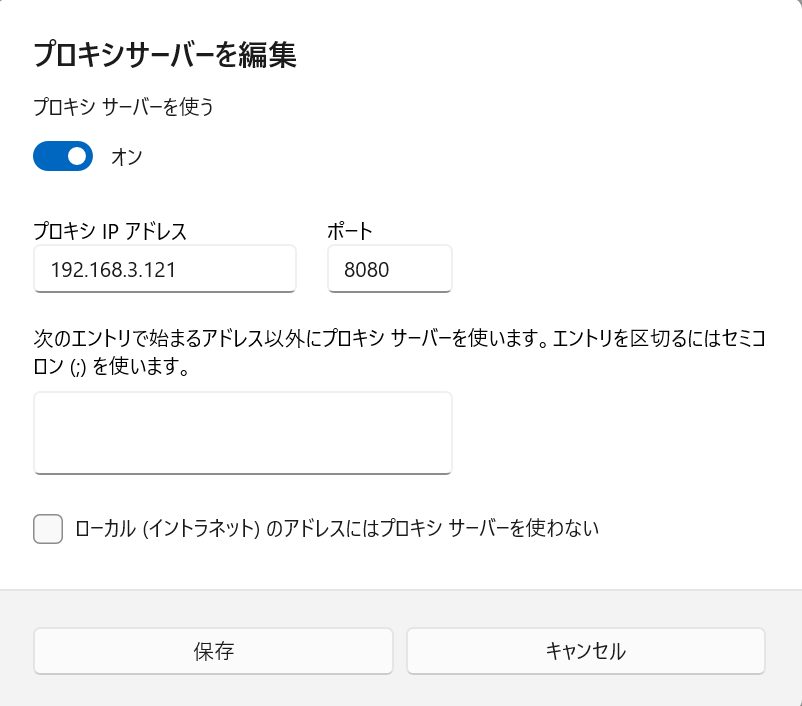 プロキシサーバーを編集
プロキシ サーバーを使う
オン
プロキシ IP アドレス
ポート
192.168.3.121
8080
次のエントリで始まるアドレス以外にプロキシ サーバーを使います。エントリを区切るにはセミコ
ロン (;) を使います。
ローカル (イントラネット) のアドレスにはプロキシ サーバーを使わない
保存
キャンセル